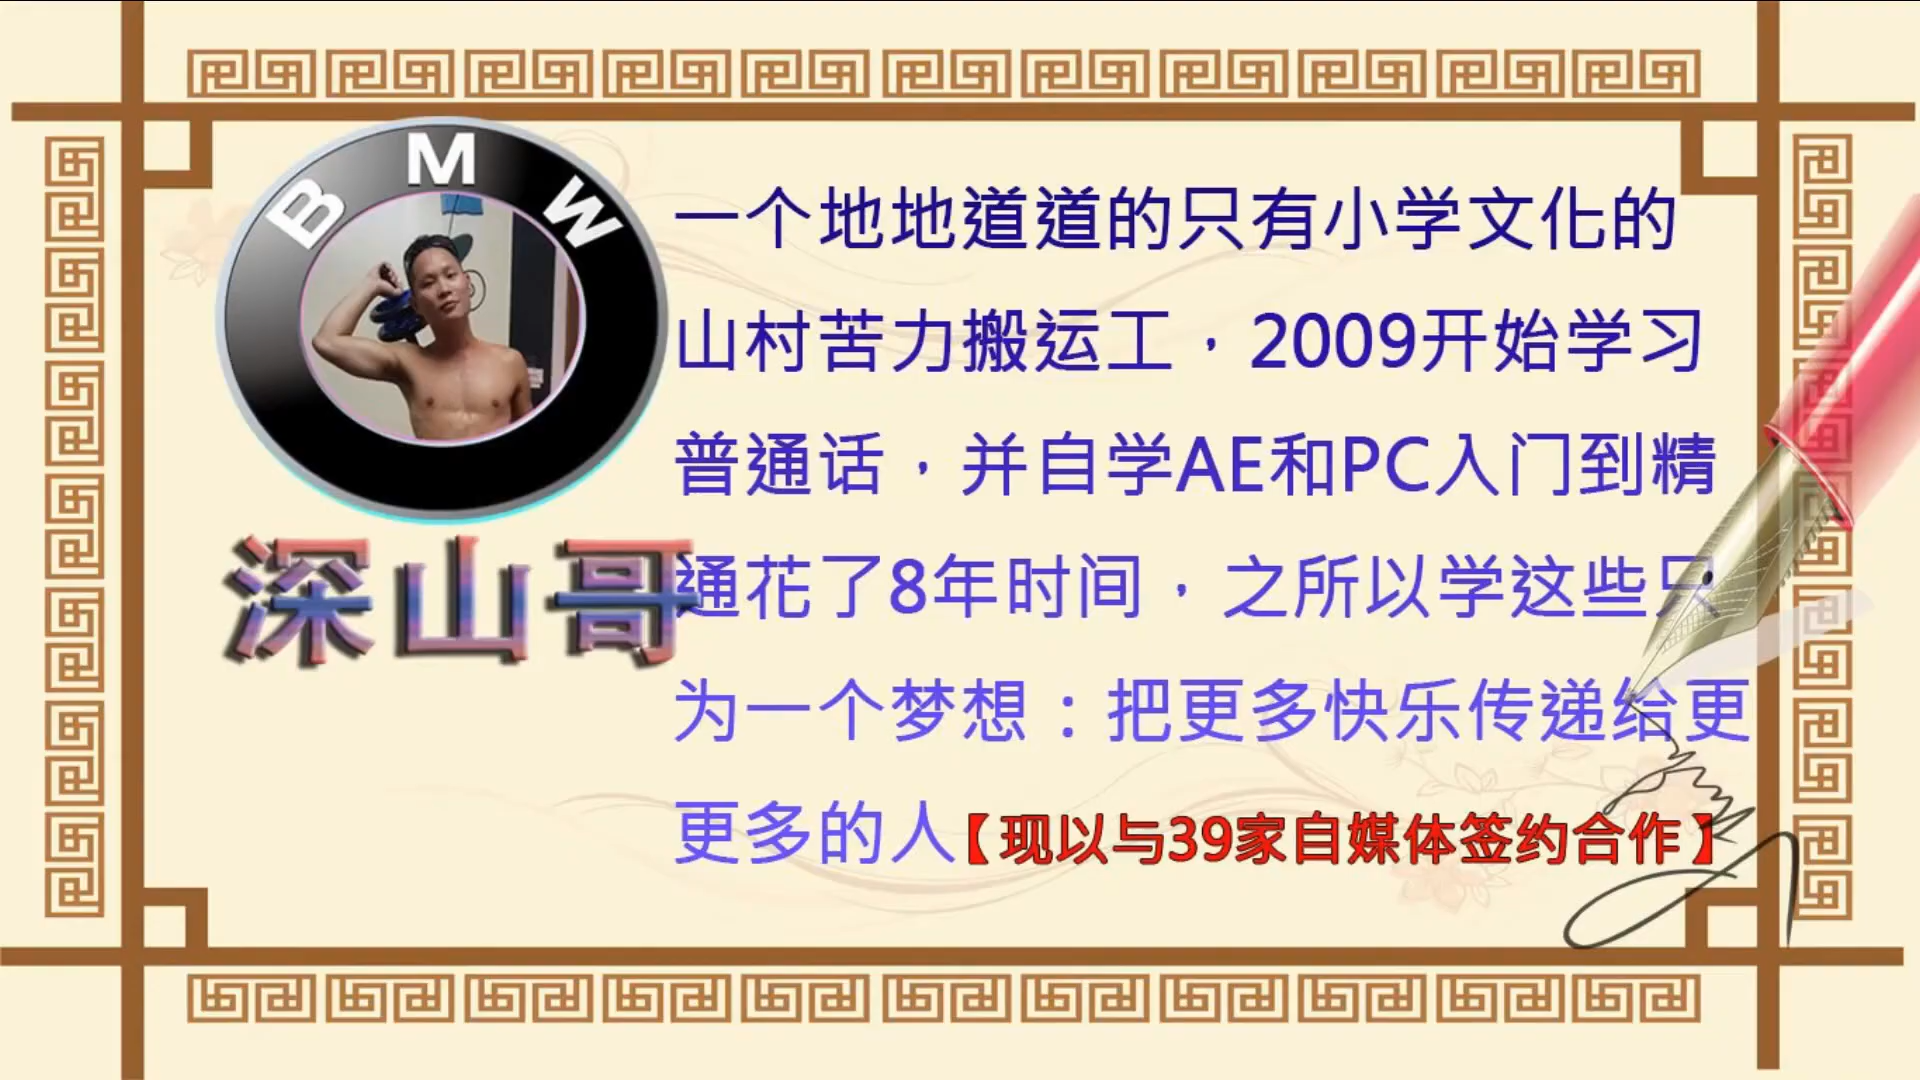 BMW
深山哥
一个地地道道的只有小学文化的
山村苦力搬运工，2009开始学习
普通话，并自学AE和PC入门到精
通花了8年时间，之所以学这些只
为一个梦想：把更多快乐传递给更
更多的人【现以与39家自媒体签约合作】